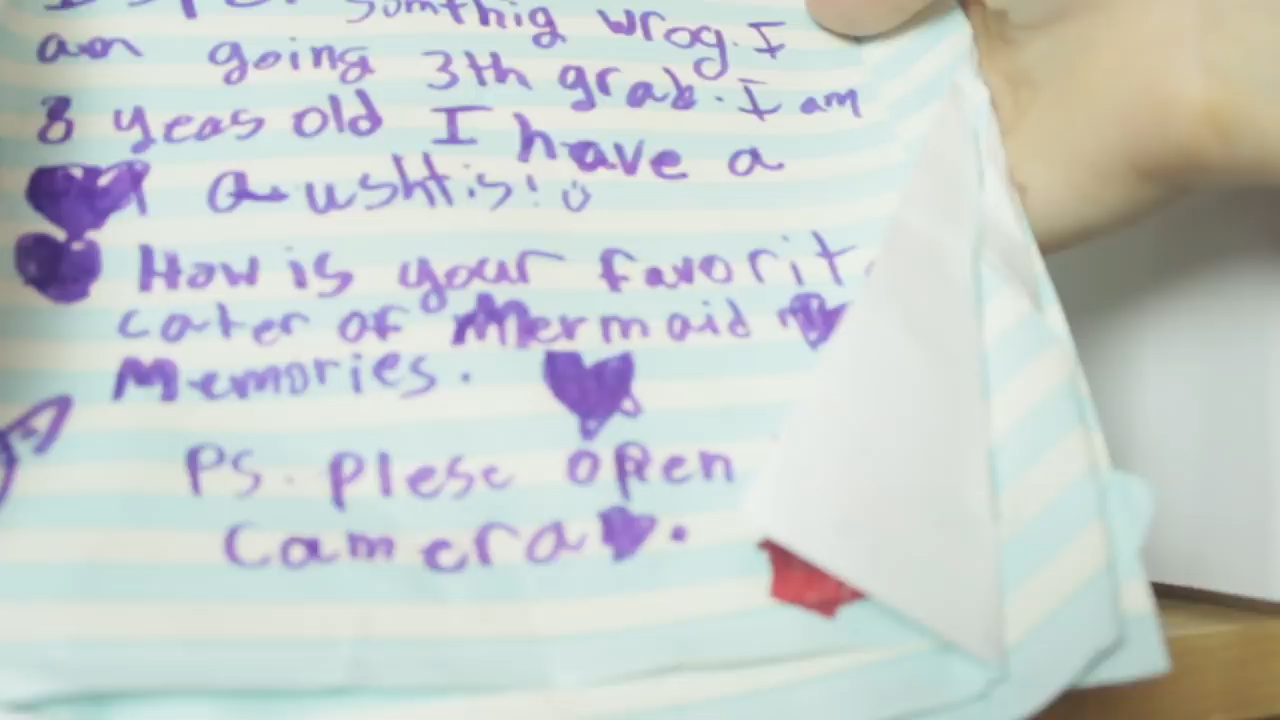 somthig wrog. I
am going 3th grab. I am
8 yeas old I have a
aushtis! 
How is your favorit
cater of Mermaid
Memories.
PS. plese open
camera.